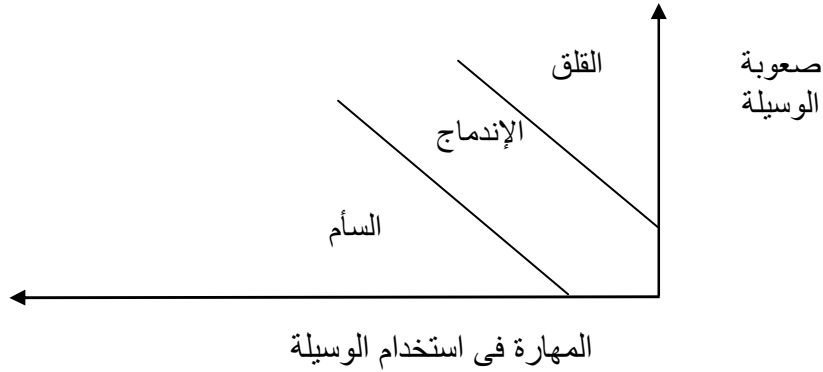 صعوبة
الوسيلة
القلق
الإندماج
السأم
المهارة فى استخدام الوسيلة